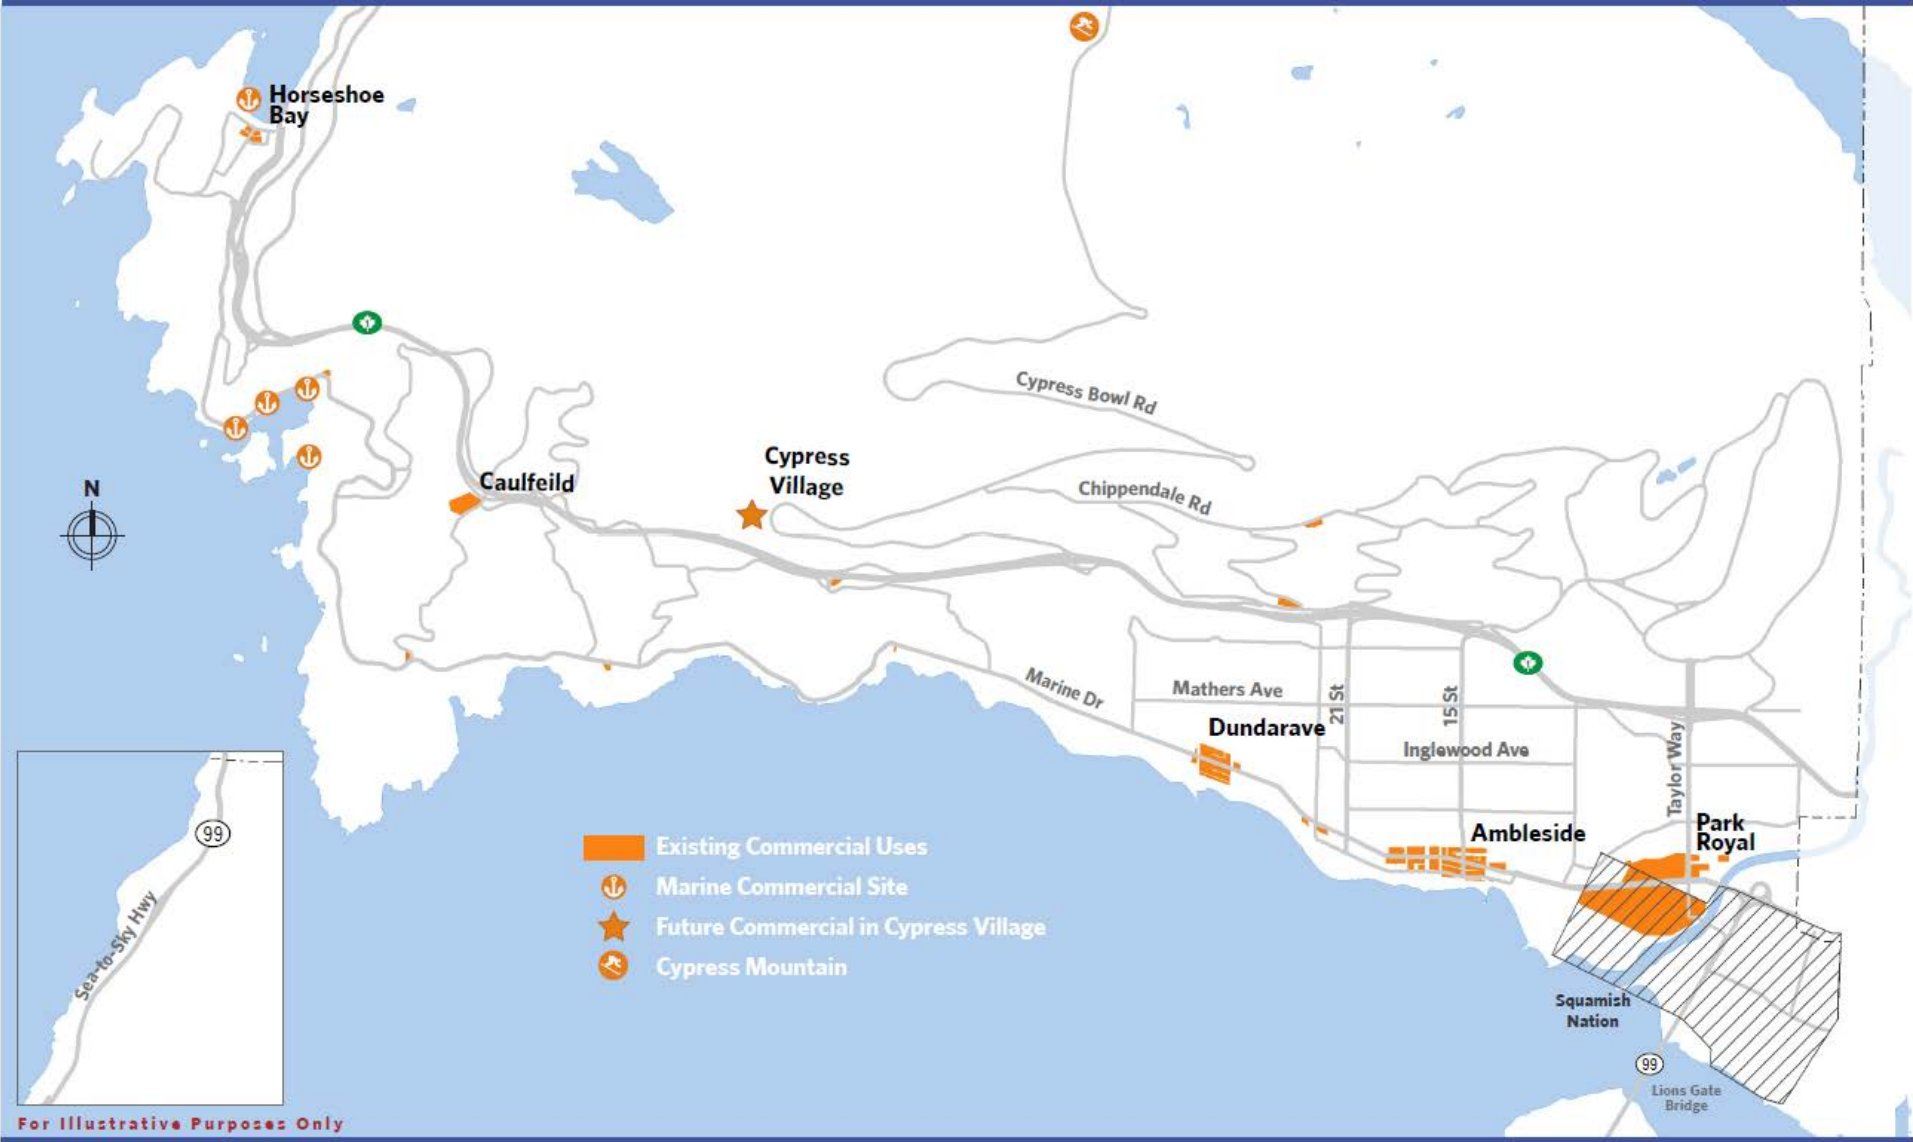 Horseshoe
Bay
1
Cypress Bowl Rd
Cypress
Village
Caulfeild
Chippendale Rd
N
1
Marine Dr
Mathers Ave
21 St
15 St
Dundarave
Inglewood Ave
Taylor Way
Park
Royal
Ambleside
99
Sea-to-Sky Hwy
Existing Commercial Uses
Marine Commercial Site
Future Commercial in Cypress Village
Cypress Mountain
Squamish
Nation
99
Lions Gate
Bridge
For Illustrative Purposes Only